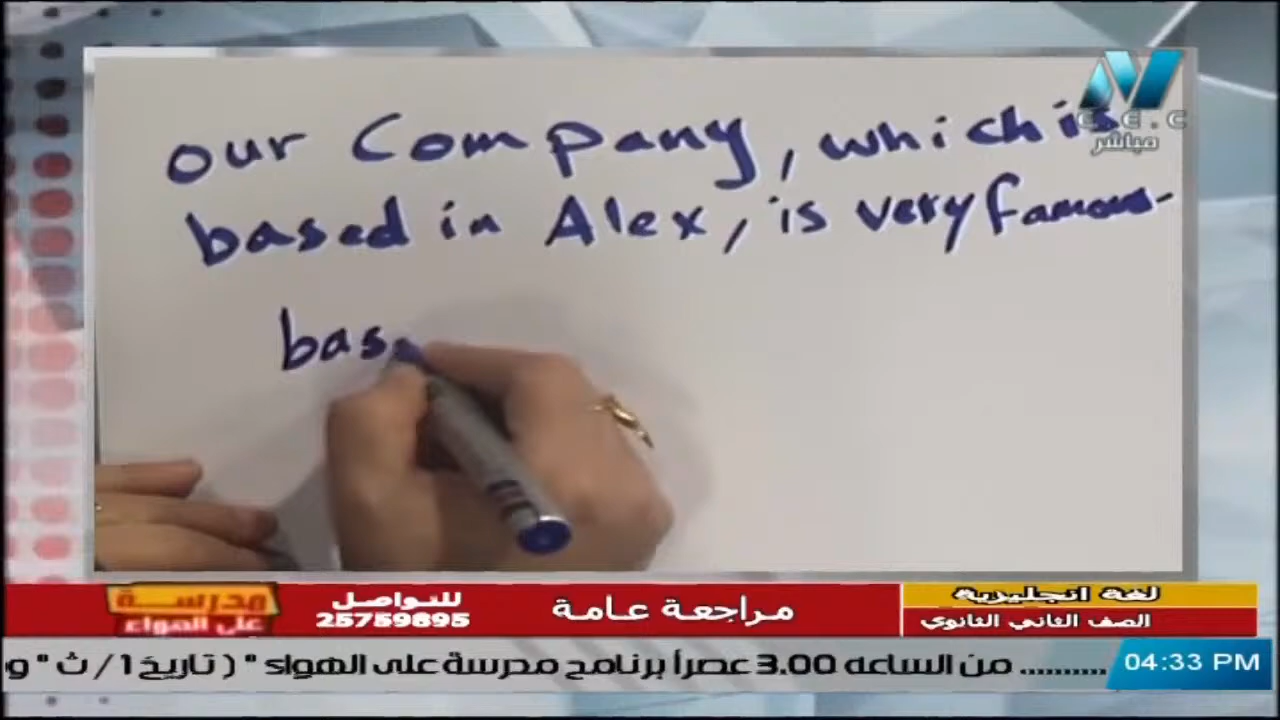 our Company, which is
based in Alex, is very famous.
bas
E.E.C
مباشر
لغة انجليزية
الصف الثاني الثانوي
مراجعة عامة
للتواصل
25759895
مدرسة
على الهواء
04:33 PM
......... من الساعه 3.00 عصراً برنامج مدرسة على الهواء " ( تاريخ 1 / ث " و